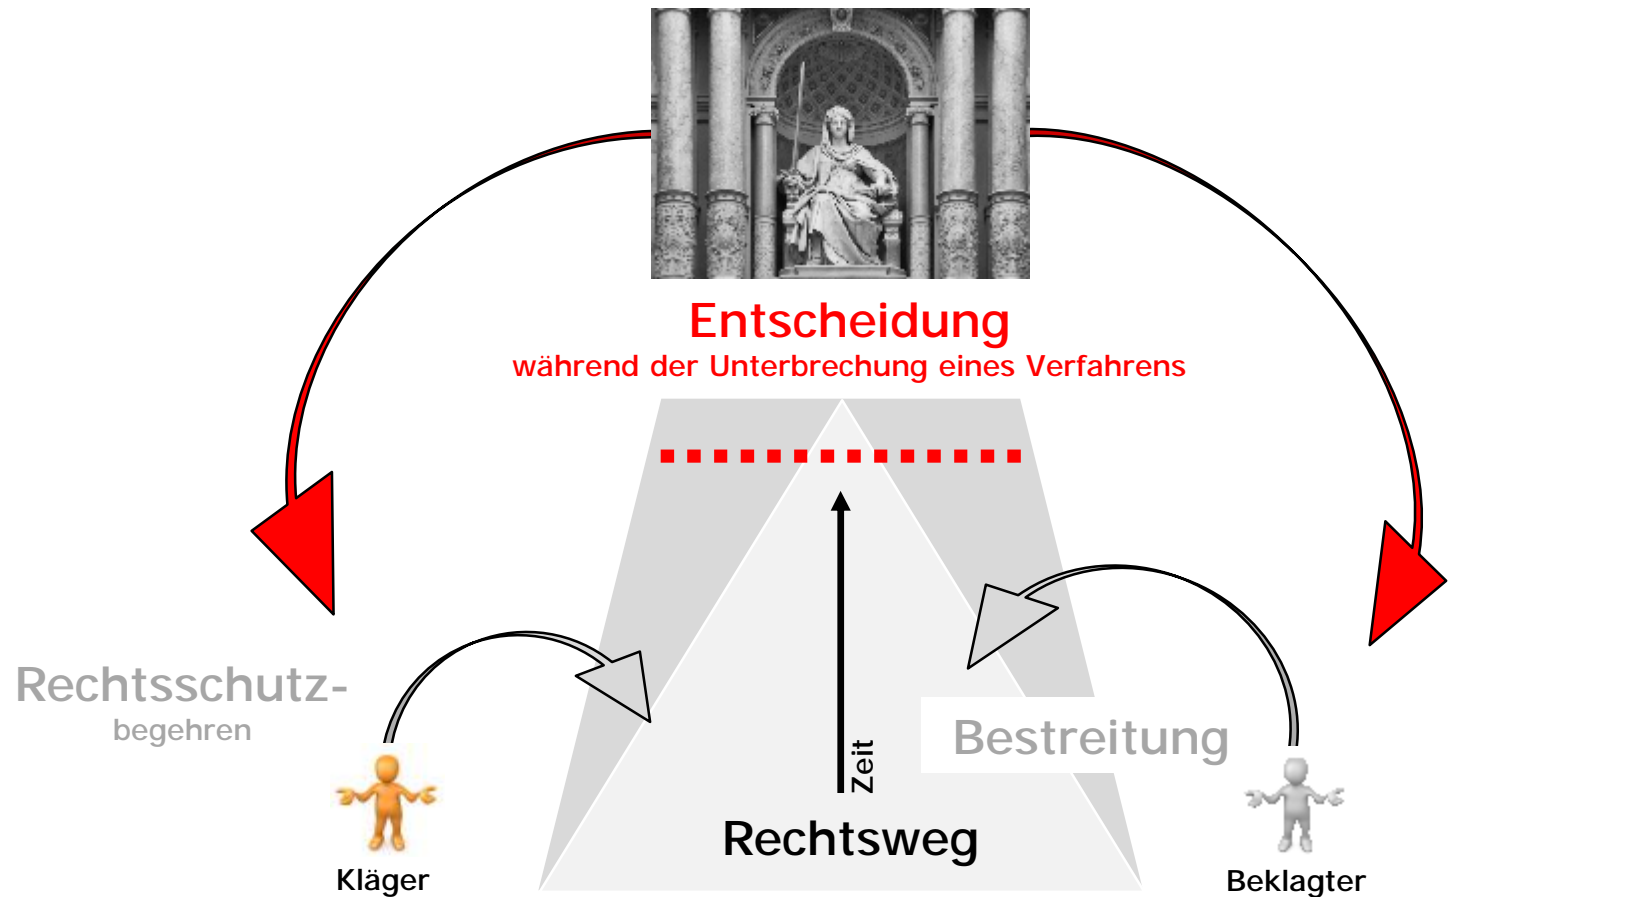 Entscheidung
während der Unterbrechung eines Verfahrens
Rechtsschutz-
begehren
Bestreitung
Zeit
Rechtsweg
Kläger
Beklagter